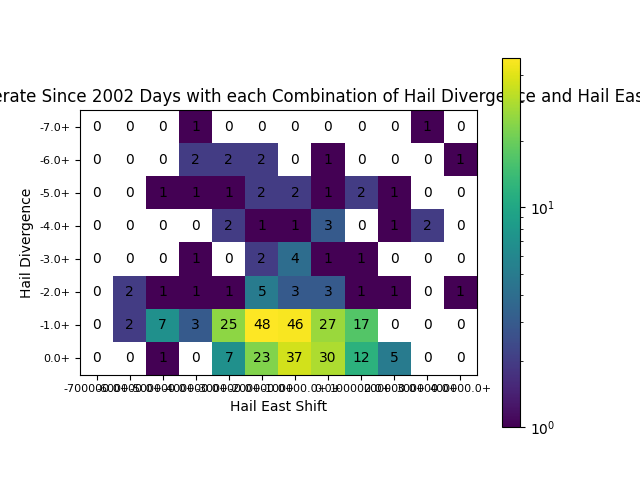 erate Since 2002 Days with each Combination of Hail Divergence and Hail Eas
-7.0+ 0 0 0 1 0 0 0 0 0 0 1 0
-6.0+ 0 0 0 2 2 2 0 1 0 0 0 1
-5.0+ 0 0 1 1 1 2 2 1 2 1 0 0
-4.0+ 0 0 0 0 2 1 1 3 0 1 2 0
-3.0+ 0 0 0 1 0 2 4 1 1 0 0 0
-2.0+ 0 2 1 1 1 5 3 3 1 1 0 1
-1.0+ 0 2 7 3 25 48 46 27 17 0 0 0
0.0+ 0 0 1 0 7 23 37 30 12 5 0 0
Hail Divergence
Hail East Shift
10¹
10⁰